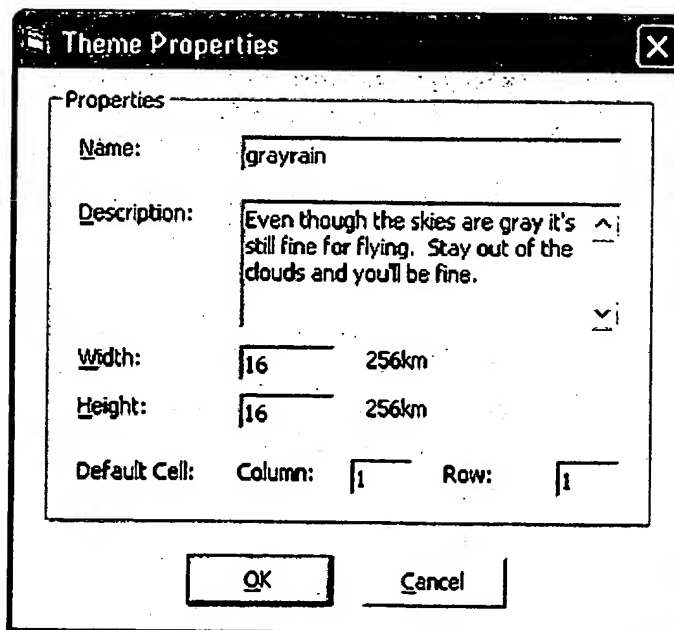 Theme Properties
Properties
Name: grayrain
Description: Even though the skies are gray it's
still fine for flying. Stay out of the
clouds and you'll be fine.
Width: 16 256km
Height: 16 256km
Default Cell: Column: 1 Row: 1
OK Cancel